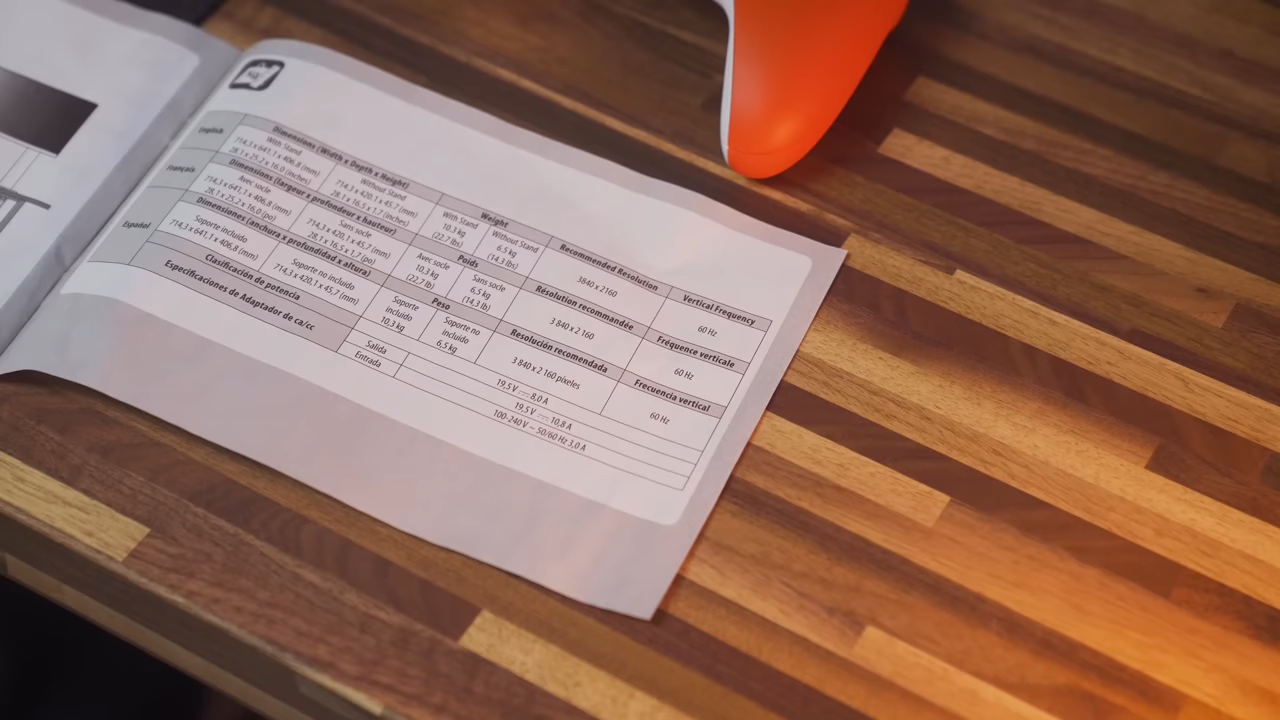 English
Dimensions (Width x Depth x Height)
Weight
Recommended Resolution
Vertical Frequency
With Stand
714.3 x 641.1 x 406.8 (mm)
28.1 x 25.2 x 16.0 (inches)
Without Stand
714.3 x 420.1 x 45.7 (mm)
28.1 x 16.5 x 1.7 (inches)
With Stand
10.3 kg
(22.7 lbs)
Without Stand
6.5 kg
(14.3 lbs)
3840 x 2160
60 Hz
Français
Dimensions (largeur x profondeur x hauteur)
Poids
Résolution recommandée
Fréquence verticale
Avec socle
714,3 x 641,1 x 406,8 (mm)
28,1 x 25,2 x 16,0 (po)
Sans socle
714,3 x 420,1 x 45,7 (mm)
28,1 x 16,5 x 1,7 (po)
Avec socle
10,3 kg
(22,7 lb)
Sans socle
6,5 kg
(14,3 lb)
3 840 x 2 160
60 Hz
Español
Dimensiones (anchura x profundidad x altura)
Peso
Resolución recomendada
Frecuencia vertical
Soporte incluido
714,3 x 641,1 x 406,8 (mm)
Soporte no incluido
714,3 x 420,1 x 45,7 (mm)
Soporte
incluido
10,3 kg
Soporte no
incluido
6,5 kg
3 840 x 2 160 píxeles
60 Hz
Clasificación de potencia
19,5 V ⎓ 8,0 A
Especificaciones de Adaptador de ca/cc
Salida
19,5 V ⎓ 10,8 A
Entrada
100-240 V ~ 50/60 Hz 3,0 A